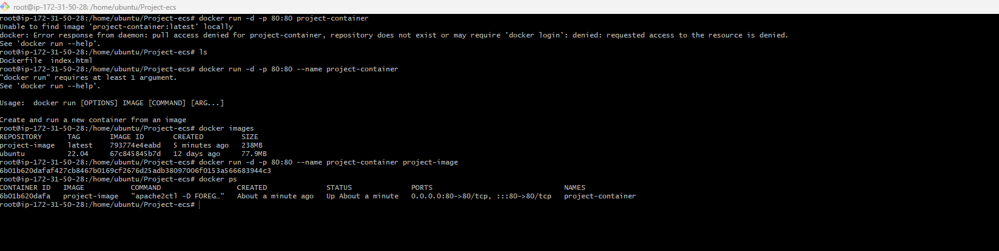 root@ip-172-31-50-28: /home/ubuntu/Project-ecs
root@ip-172-31-50-28:/home/ubuntu/Project-ecs# docker run -d -p 80:80 project-container
Unable to find image 'project-container:latest' locally
docker: Error response from daemon: pull access denied for project-container, repository does not exist or may require 'docker login': denied: requested access to the resource is denied.
See 'docker run --help'.
root@ip-172-31-50-28:/home/ubuntu/Project-ecs# ls
Dockerfile  index.html
root@ip-172-31-50-28:/home/ubuntu/Project-ecs# docker run -d -p 80:80 --name project-container
"docker run" requires at least 1 argument.
See 'docker run --help'.
Usage:  docker run [OPTIONS] IMAGE [COMMAND] [ARG...]
Create and run a new container from an image
root@ip-172-31-50-28:/home/ubuntu/Project-ecs# docker images
REPOSITORY      TAG       IMAGE ID       CREATED         SIZE
project-image   latest    793774e4eabd   5 minutes ago   238MB
ubuntu          22.04     67c845845b7d   12 days ago     77.9MB
root@ip-172-31-50-28:/home/ubuntu/Project-ecs# docker run -d -p 80:80 --name project-container project-image
6b01b620dafaf427cb8467b0169cf2676d25adb38097006f0153a566683944c3
root@ip-172-31-50-28:/home/ubuntu/Project-ecs# docker ps
CONTAINER ID   IMAGE           COMMAND                  CREATED              STATUS              PORTS                               NAMES
6b01b620dafa   project-image   "apache2ctl -D FOREG…"   About a minute ago   Up About a minute   0.0.0.0:80->80/tcp, :::80->80/tcp   project-container
root@ip-172-31-50-28:/home/ubuntu/Project-ecs#